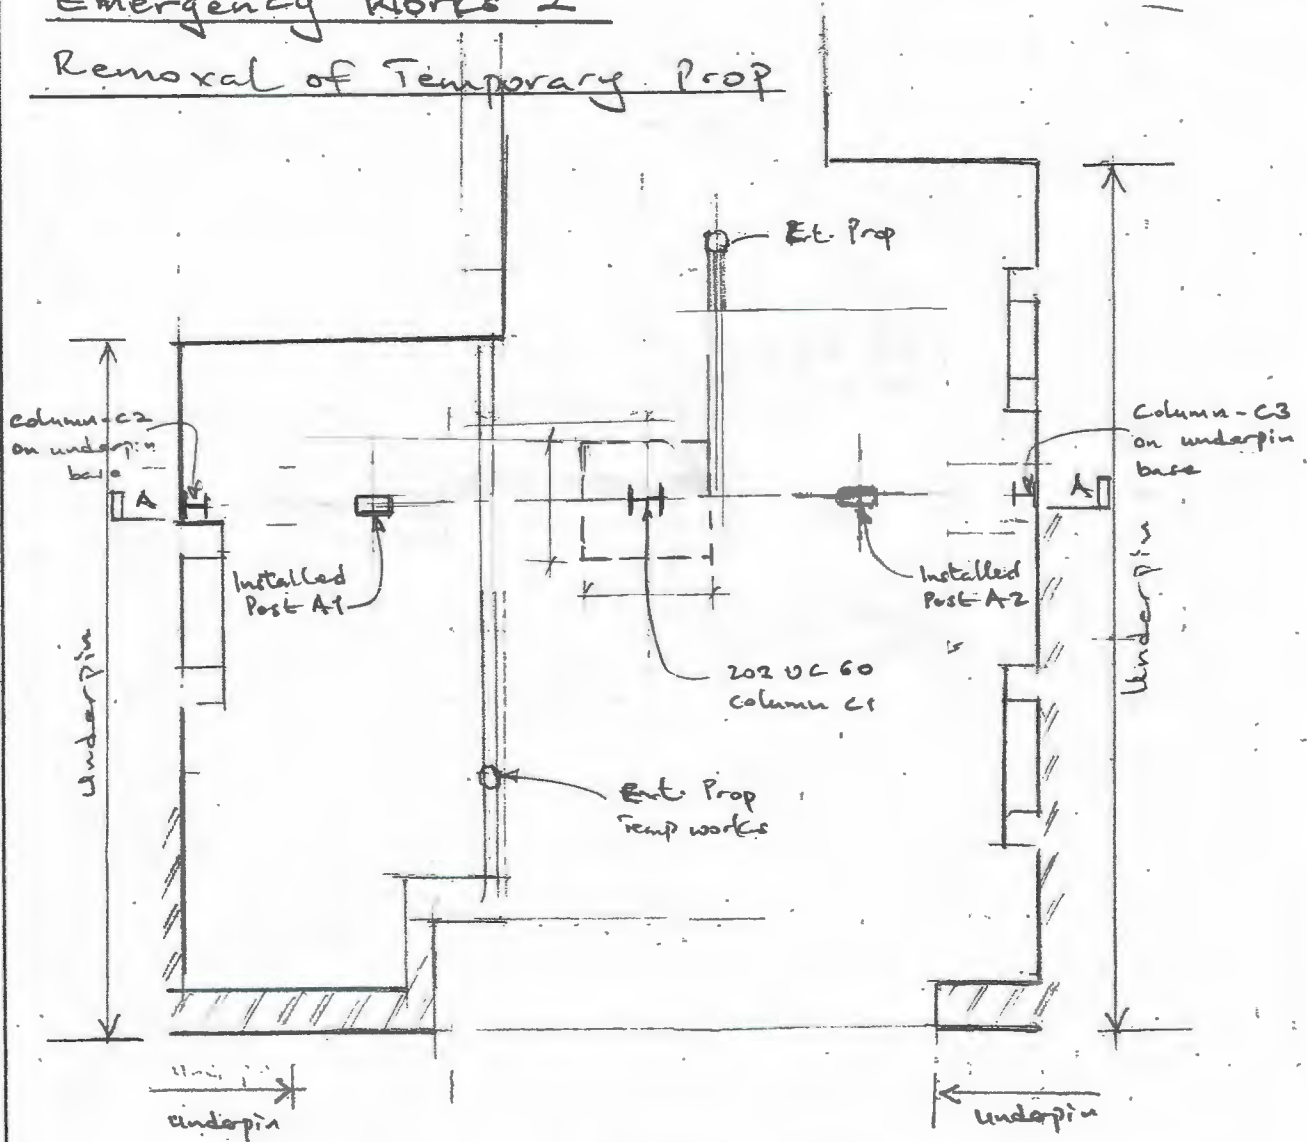 Emergency Works 2
Removal of Temporary Prop
Ext. Prop
Column-C2
on underpin
base
A
Column-C3
on underpin
base
A
Installed
Post A1
Installed
Post A2
203 UC 60
Column C1
Ext. Prop
Temp works
Underpin
Underpin
Underpin
Underpin